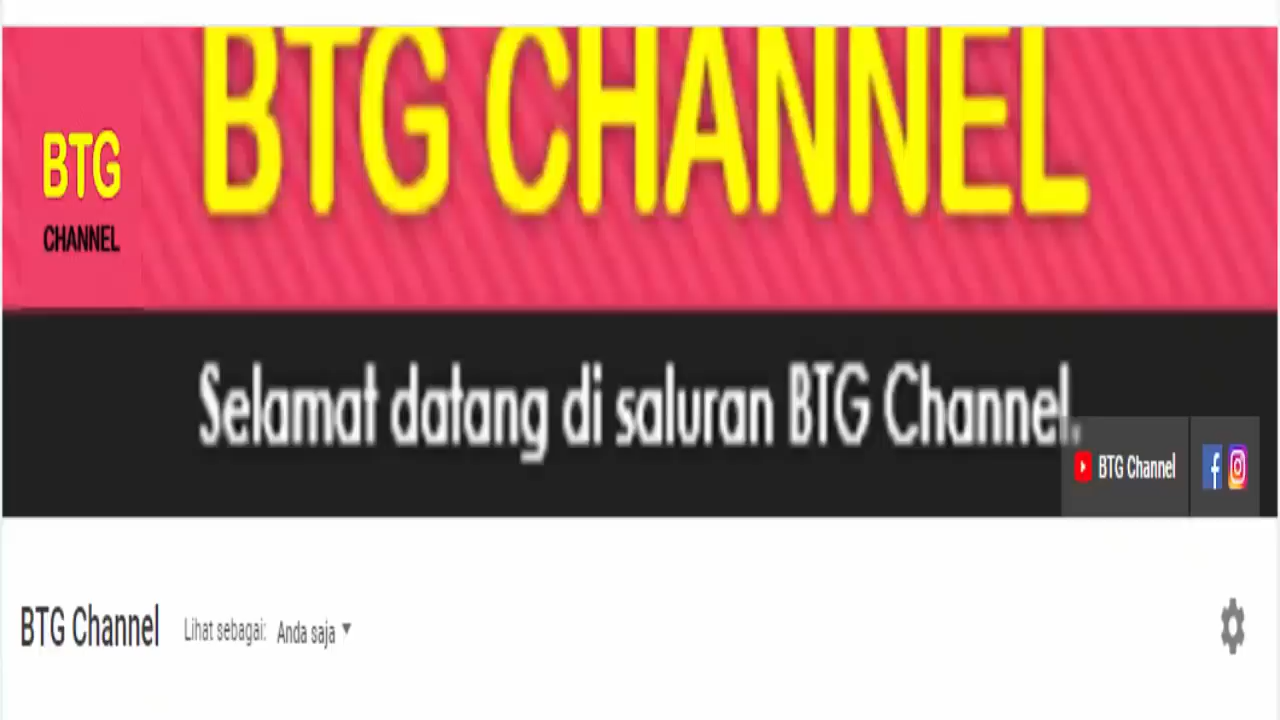 BTG CHANNEL
BTG
CHANNEL
Selamat datang di saluran BTG Channel.
BTG Channel
BTG Channel Lihat sebagai: Anda saja